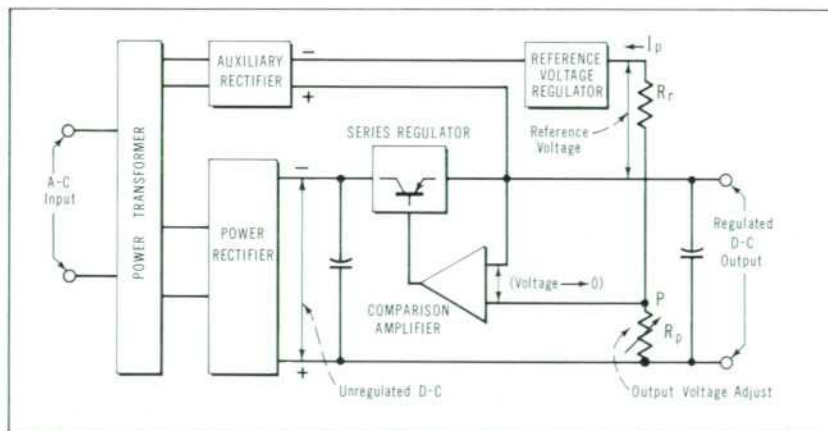 AUXILIARY
RECTIFIER
−
+
REFERENCE
VOLTAGE
REGULATOR
Ip
Rr
Reference
Voltage
SERIES REGULATOR
A-C
Input
POWER TRANSFORMER
POWER
RECTIFIER
−
+
Unregulated D-C
COMPARISON
AMPLIFIER
(Voltage → 0)
P
Rp
Regulated
D-C
Output
Output Voltage Adjust